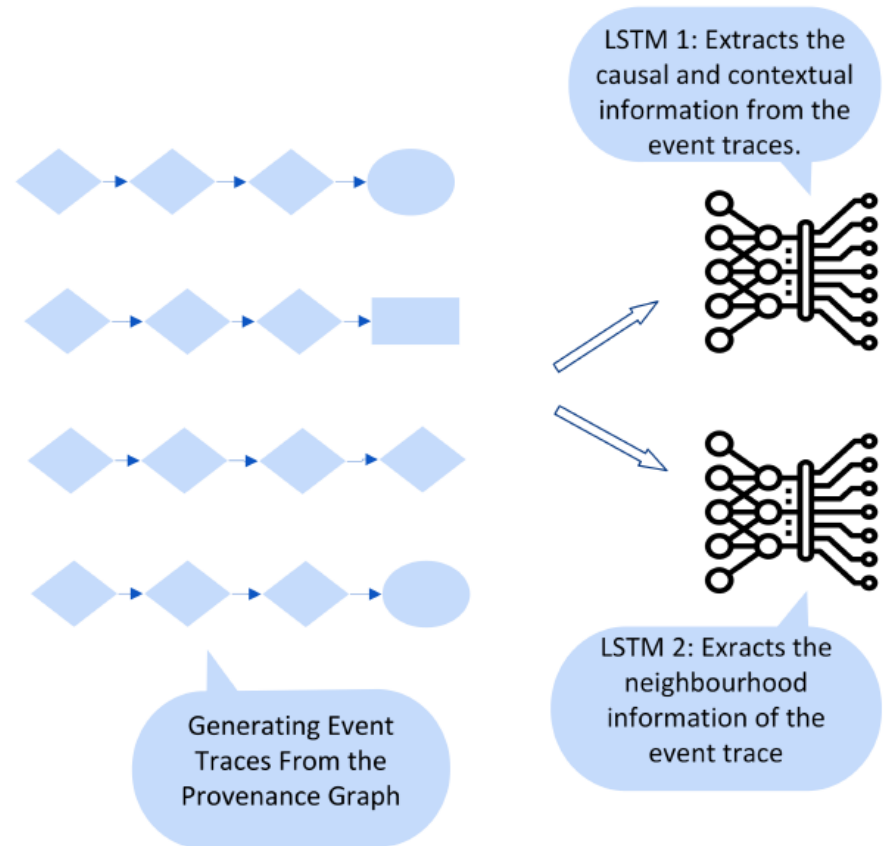 LSTM 1: Extracts the
causal and contextual
information from the
event traces.
LSTM 2: Exracts the
neighbourhood
information of the
event trace
Generating Event
Traces From the
Provenance Graph